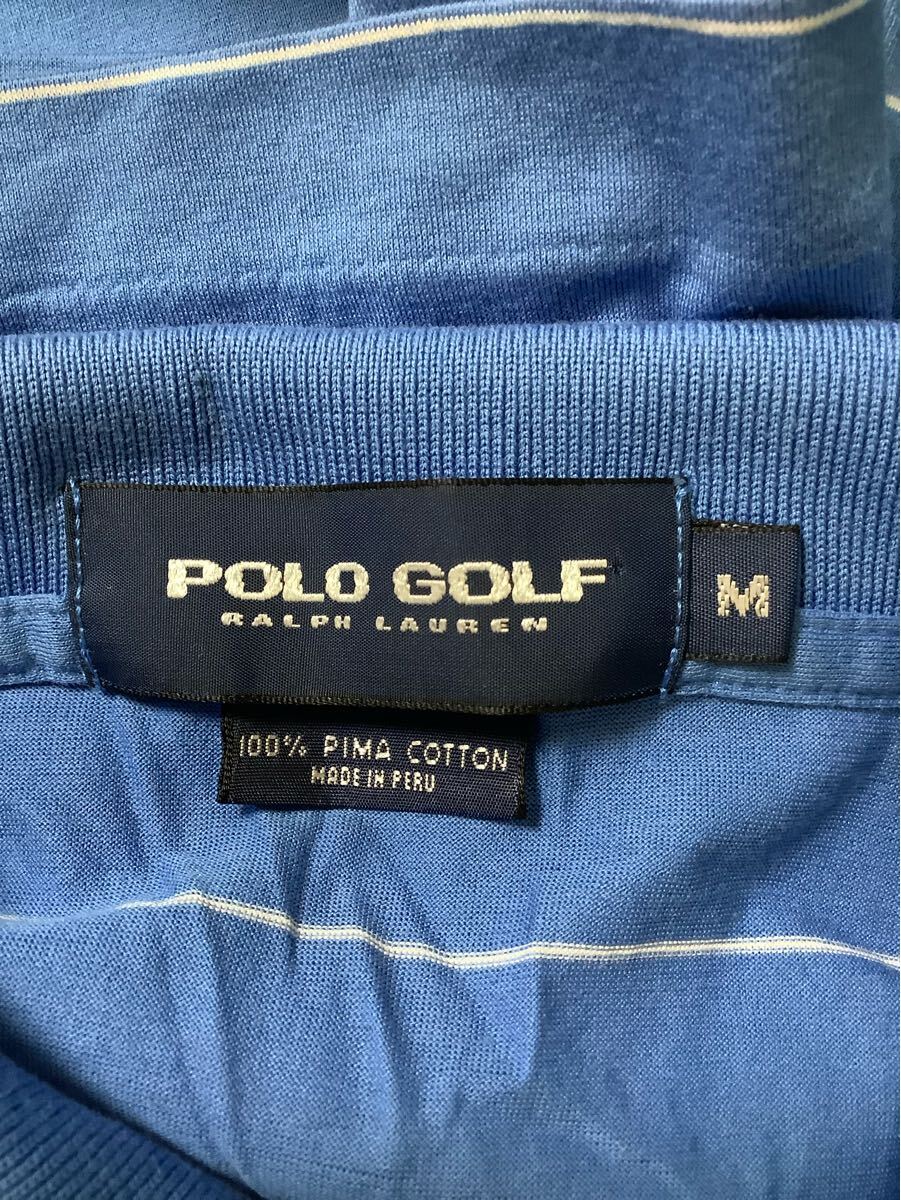 POLO GOLF
RALPH LAUREN
M
100% PIMA COTTON
MADE IN PERU